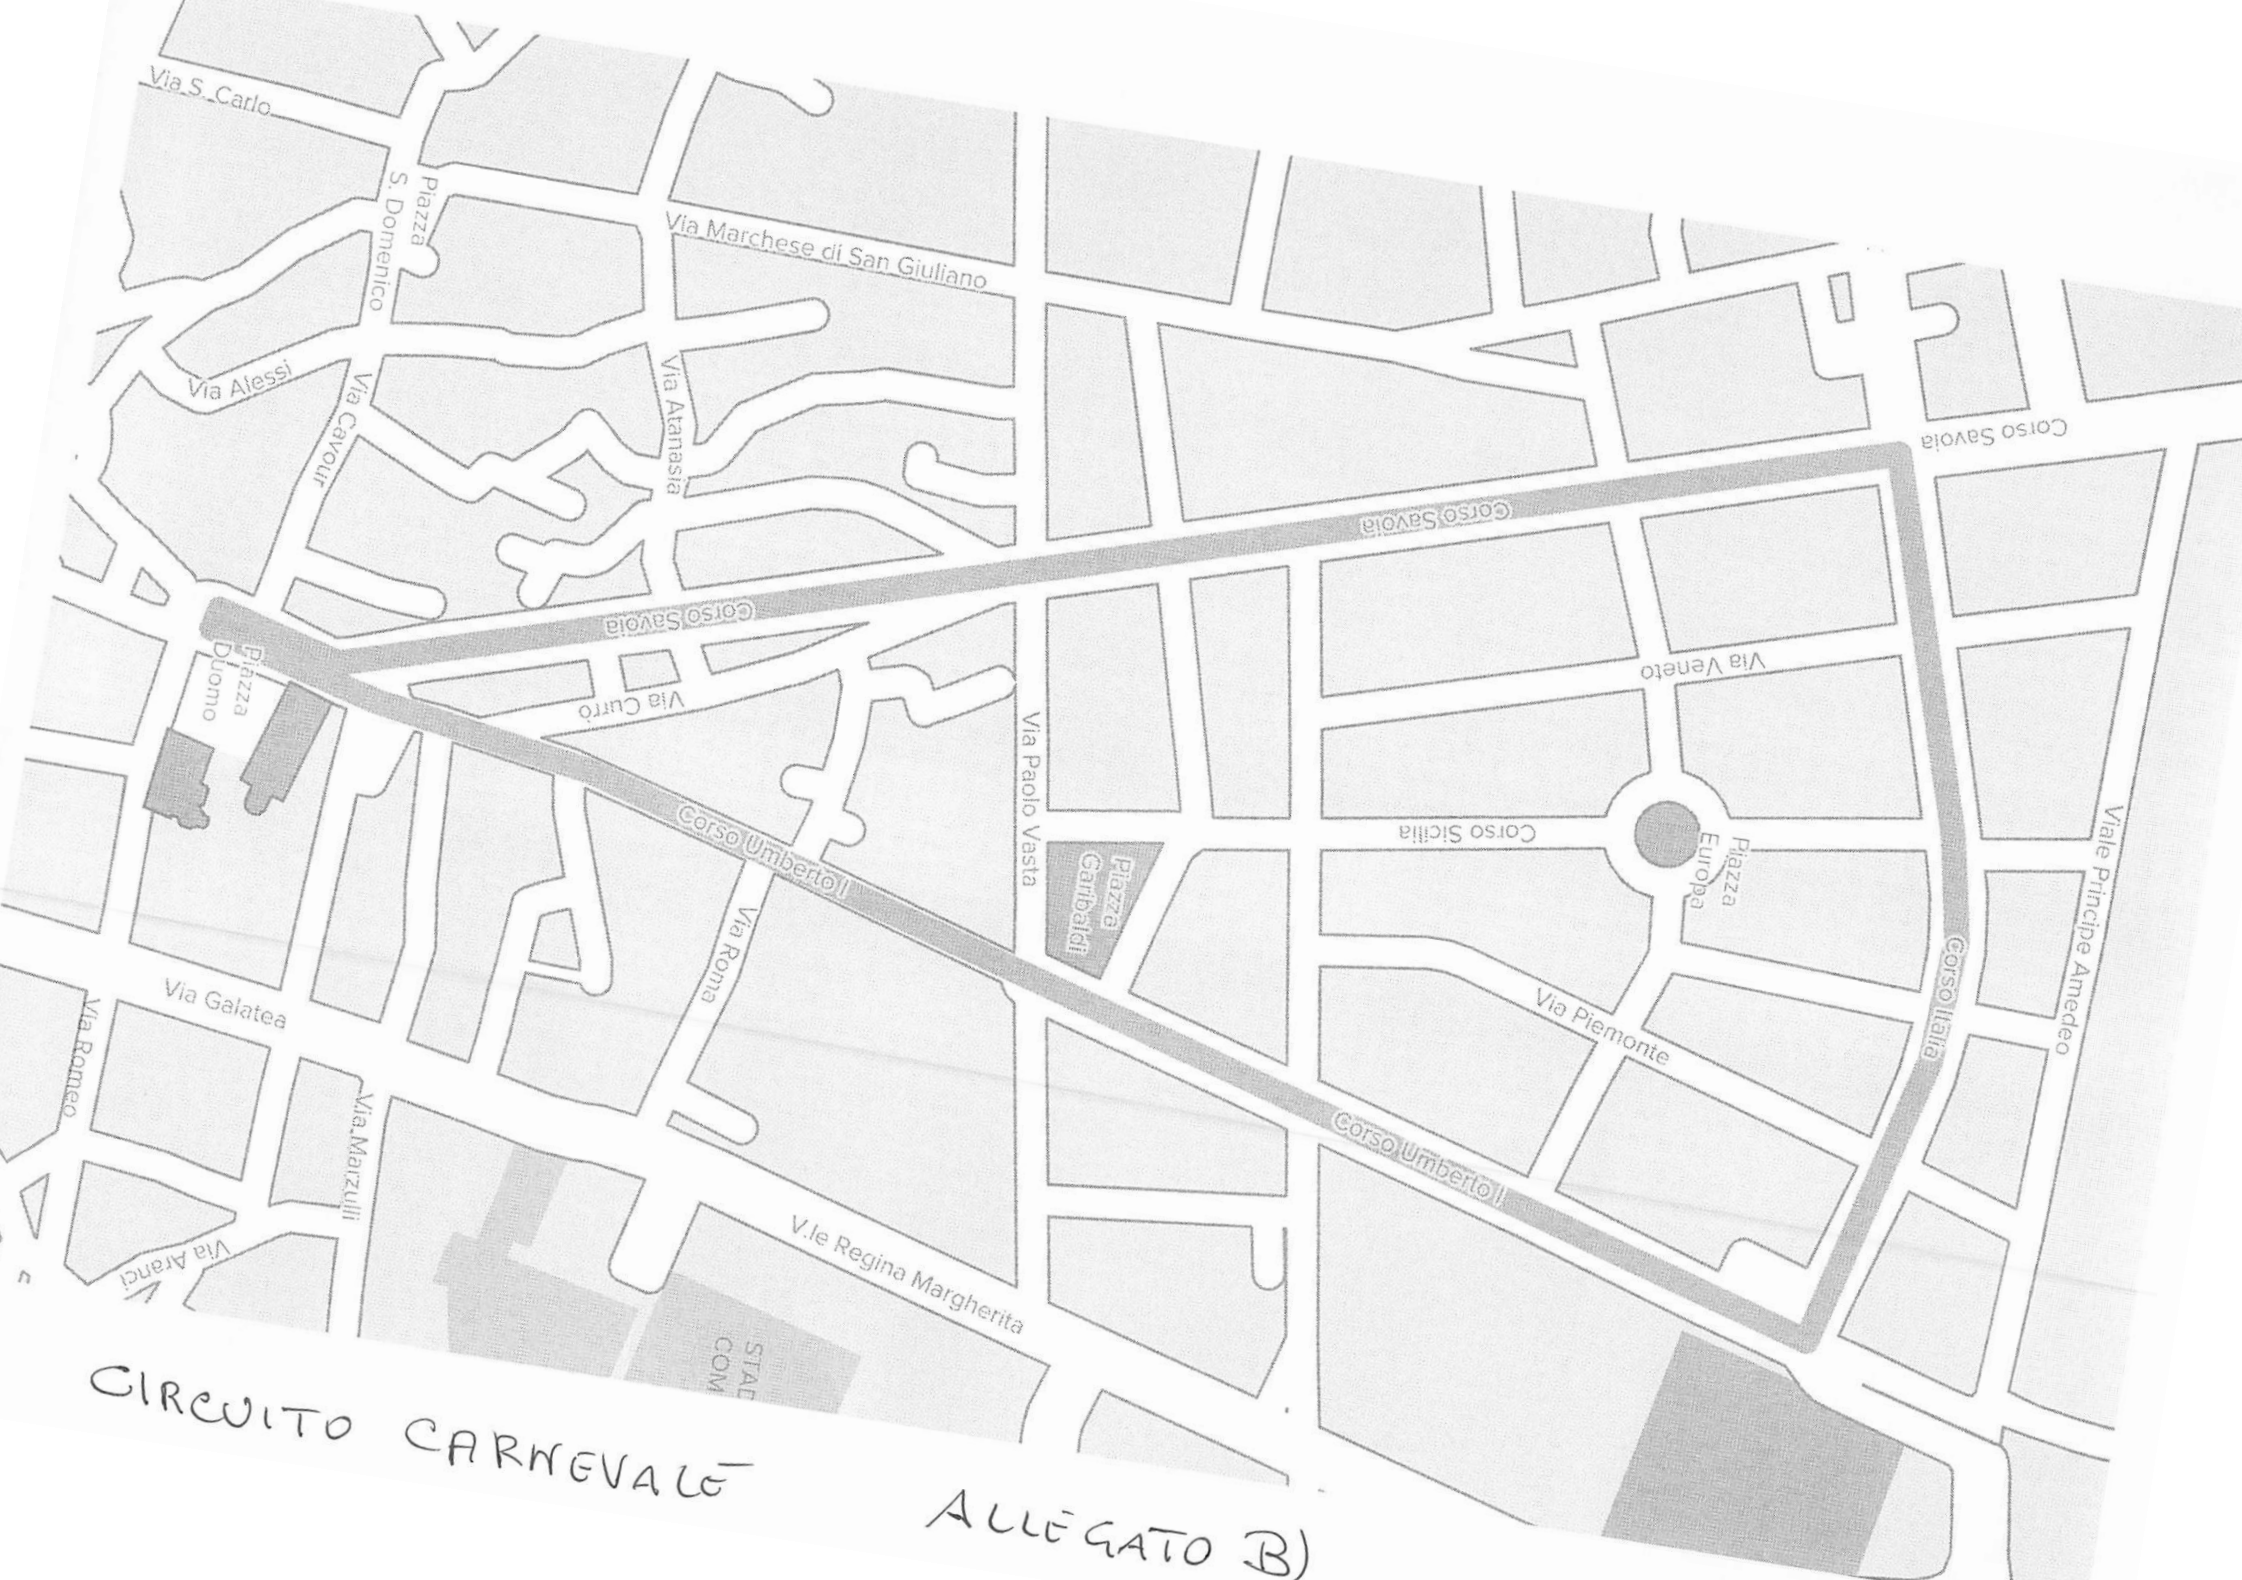 Via S. Carlo
Piazza
S. Domenico
Via Marchese di San Giuliano
Via Alessi
Via Cavour
Via Atanasia
Corso Savoia
Corso Savoia
Corso Savoia
Piazza
Duomo
Via Currò
Via Veneto
Via Paolo Vasta
Corso Umberto I
Piazza
Garibaldi
Corso Sicilia
Piazza
Europa
Viale Principe Amedeo
Via Roma
Corso Italia
Via Galatea
Via Romeo
Via Piemonte
Via Marzulli
Corso Umberto I
Via Aranci
V.le Regina Margherita
STAD
COM
CIRCUITO CARNEVALE
ALLEGATO B)